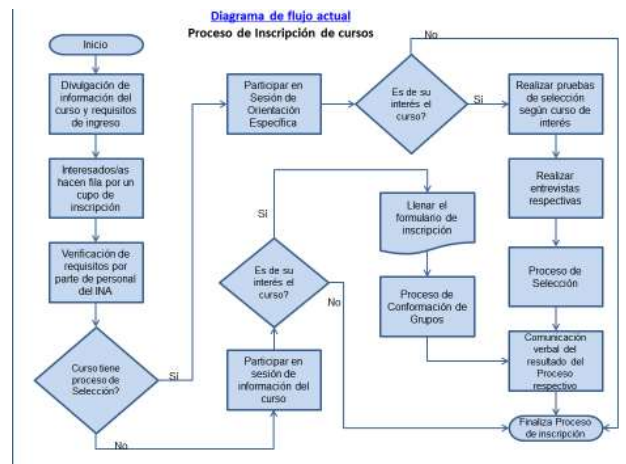 Diagrama de flujo actual
Proceso de Inscripción de cursos
Inicio
Divulgación de
información del
curso y requisitos
de ingreso
Interesados/as
hacen fila por un
cupo de
inscripción
Verificación de
requisitos por
parte de personal
del INA
Curso tiene
proceso de
Selección?
Sí
No
Participar en
Sesión de
Orientación
Específica
Es de su
interés el
curso?
No
Sí
Realizar pruebas
de selección
según curso de
interés
Realizar
entrevistas
respectivas
Proceso de
Selección
Comunicación
verbal del
resultado del
Proceso
respectivo
Finaliza Proceso
de inscripción
Participar en
sesión de
información del
curso
Es de su
interés el
curso?
Sí
No
Llenar el
formulario de
inscripción
Proceso de
Conformación de
Grupos